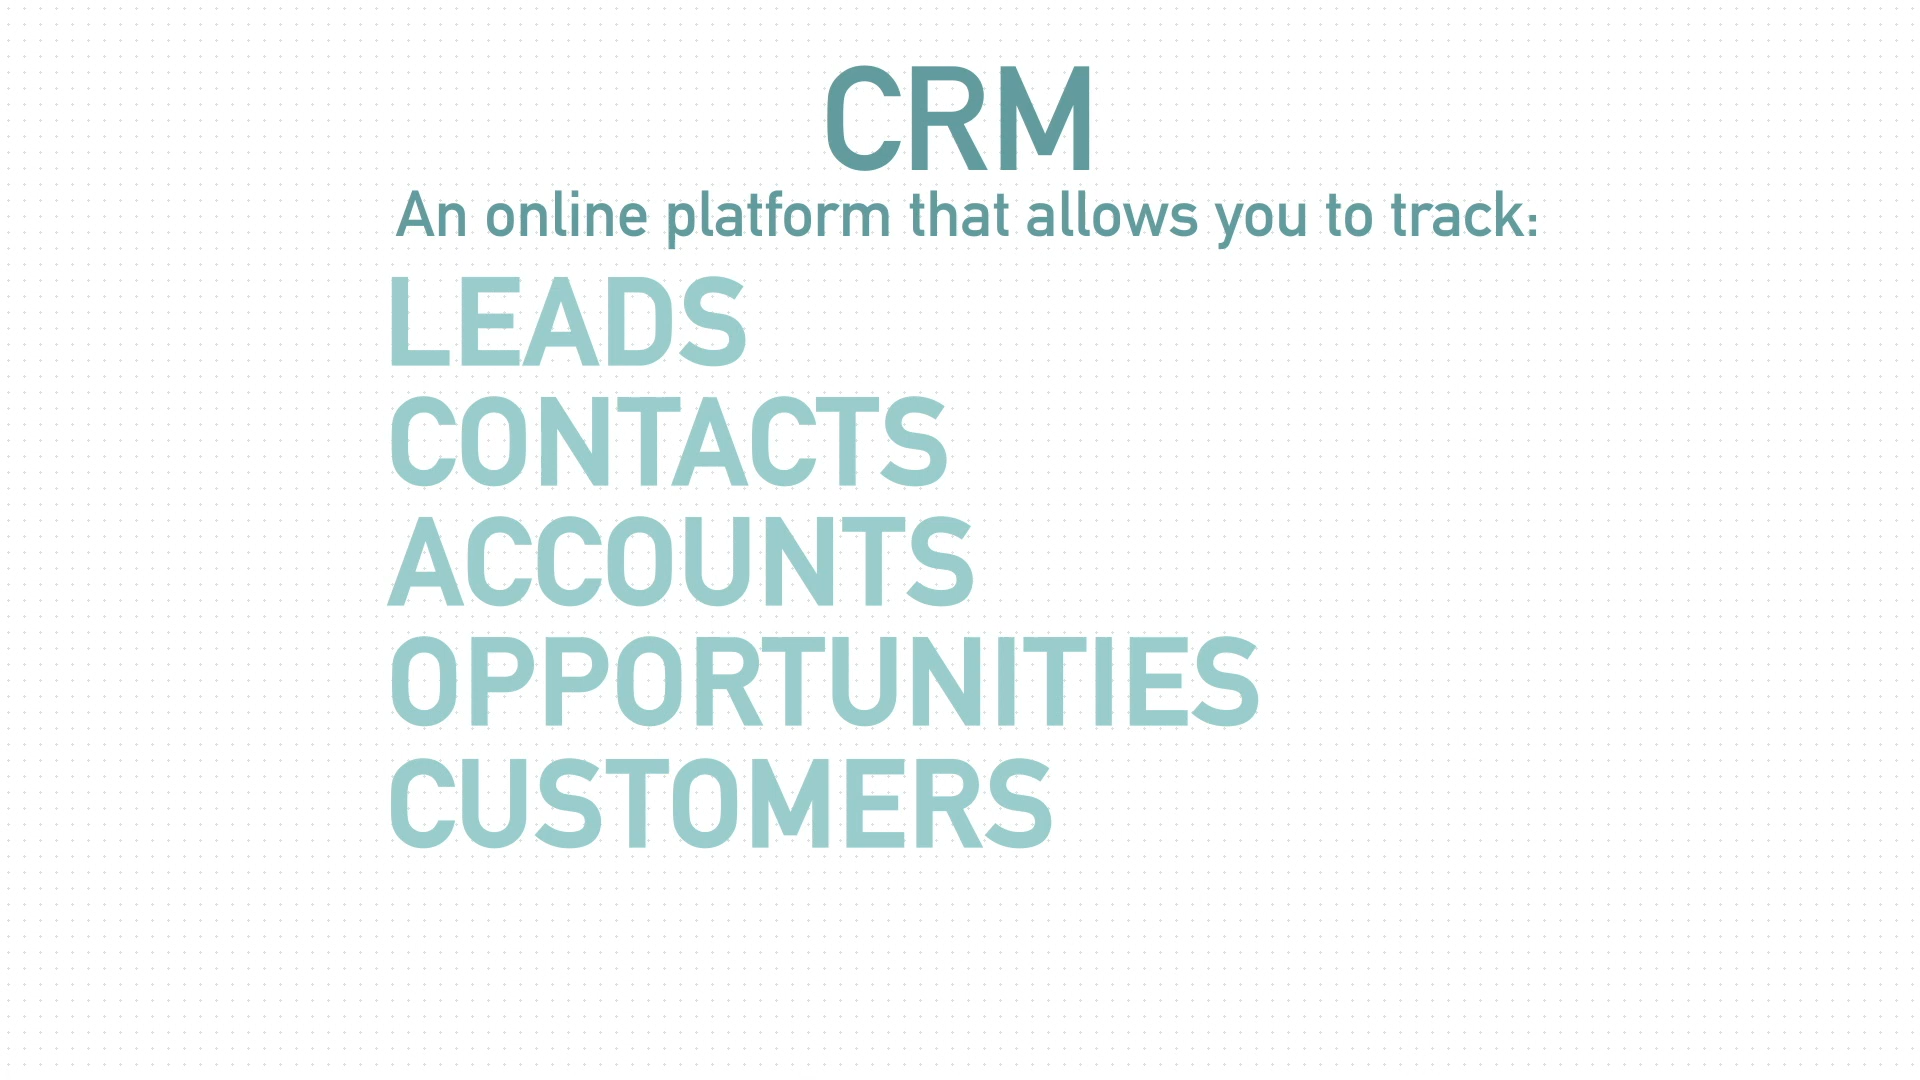 CRM
An online platform that allows you to track:
LEADS
CONTACTS
ACCOUNTS
OPPORTUNITIES
CUSTOMERS